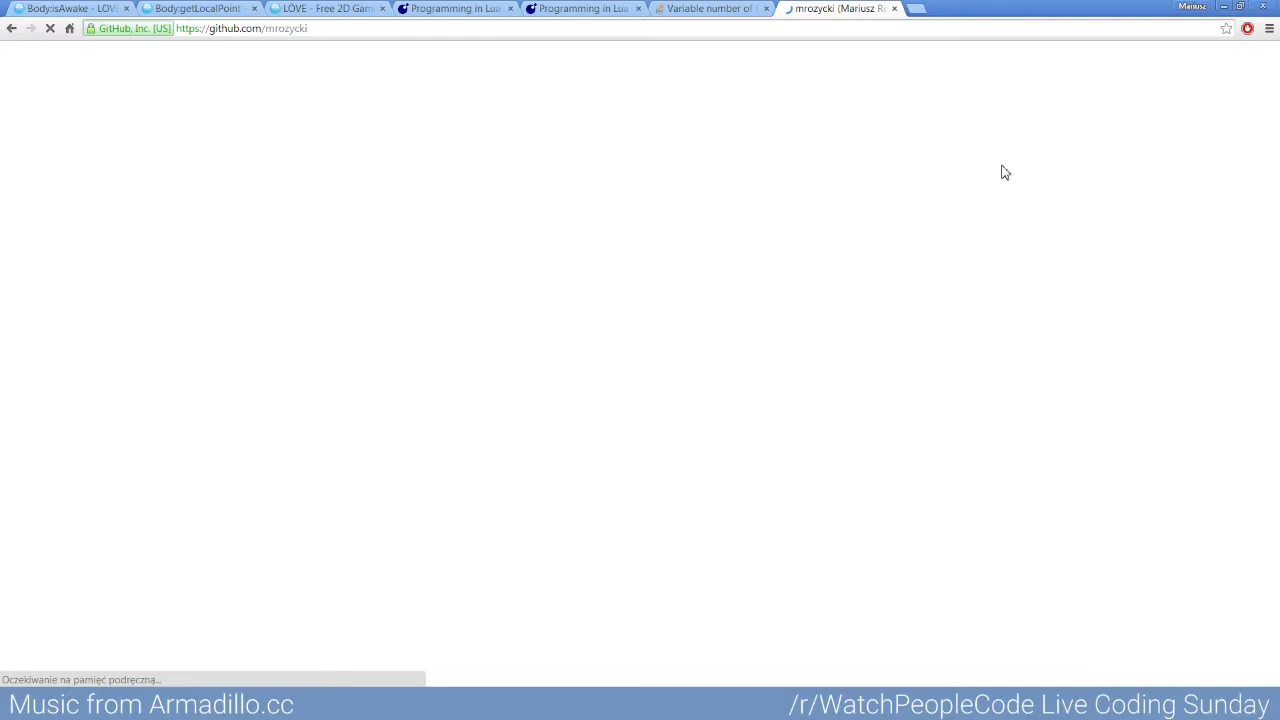 Body:isAwake - LOVE
Body:getLocalPoint
LÖVE - Free 2D Gam
Programming in Lua
Programming in Lua
Variable number of
mrozycki (Mariusz Ro
Mariusz
GitHub, Inc. [US]
https://github.com/mrozycki
Oczekiwanie na pamięć podręczną...
Music from Armadillo.cc
/r/WatchPeopleCode Live Coding Sunday